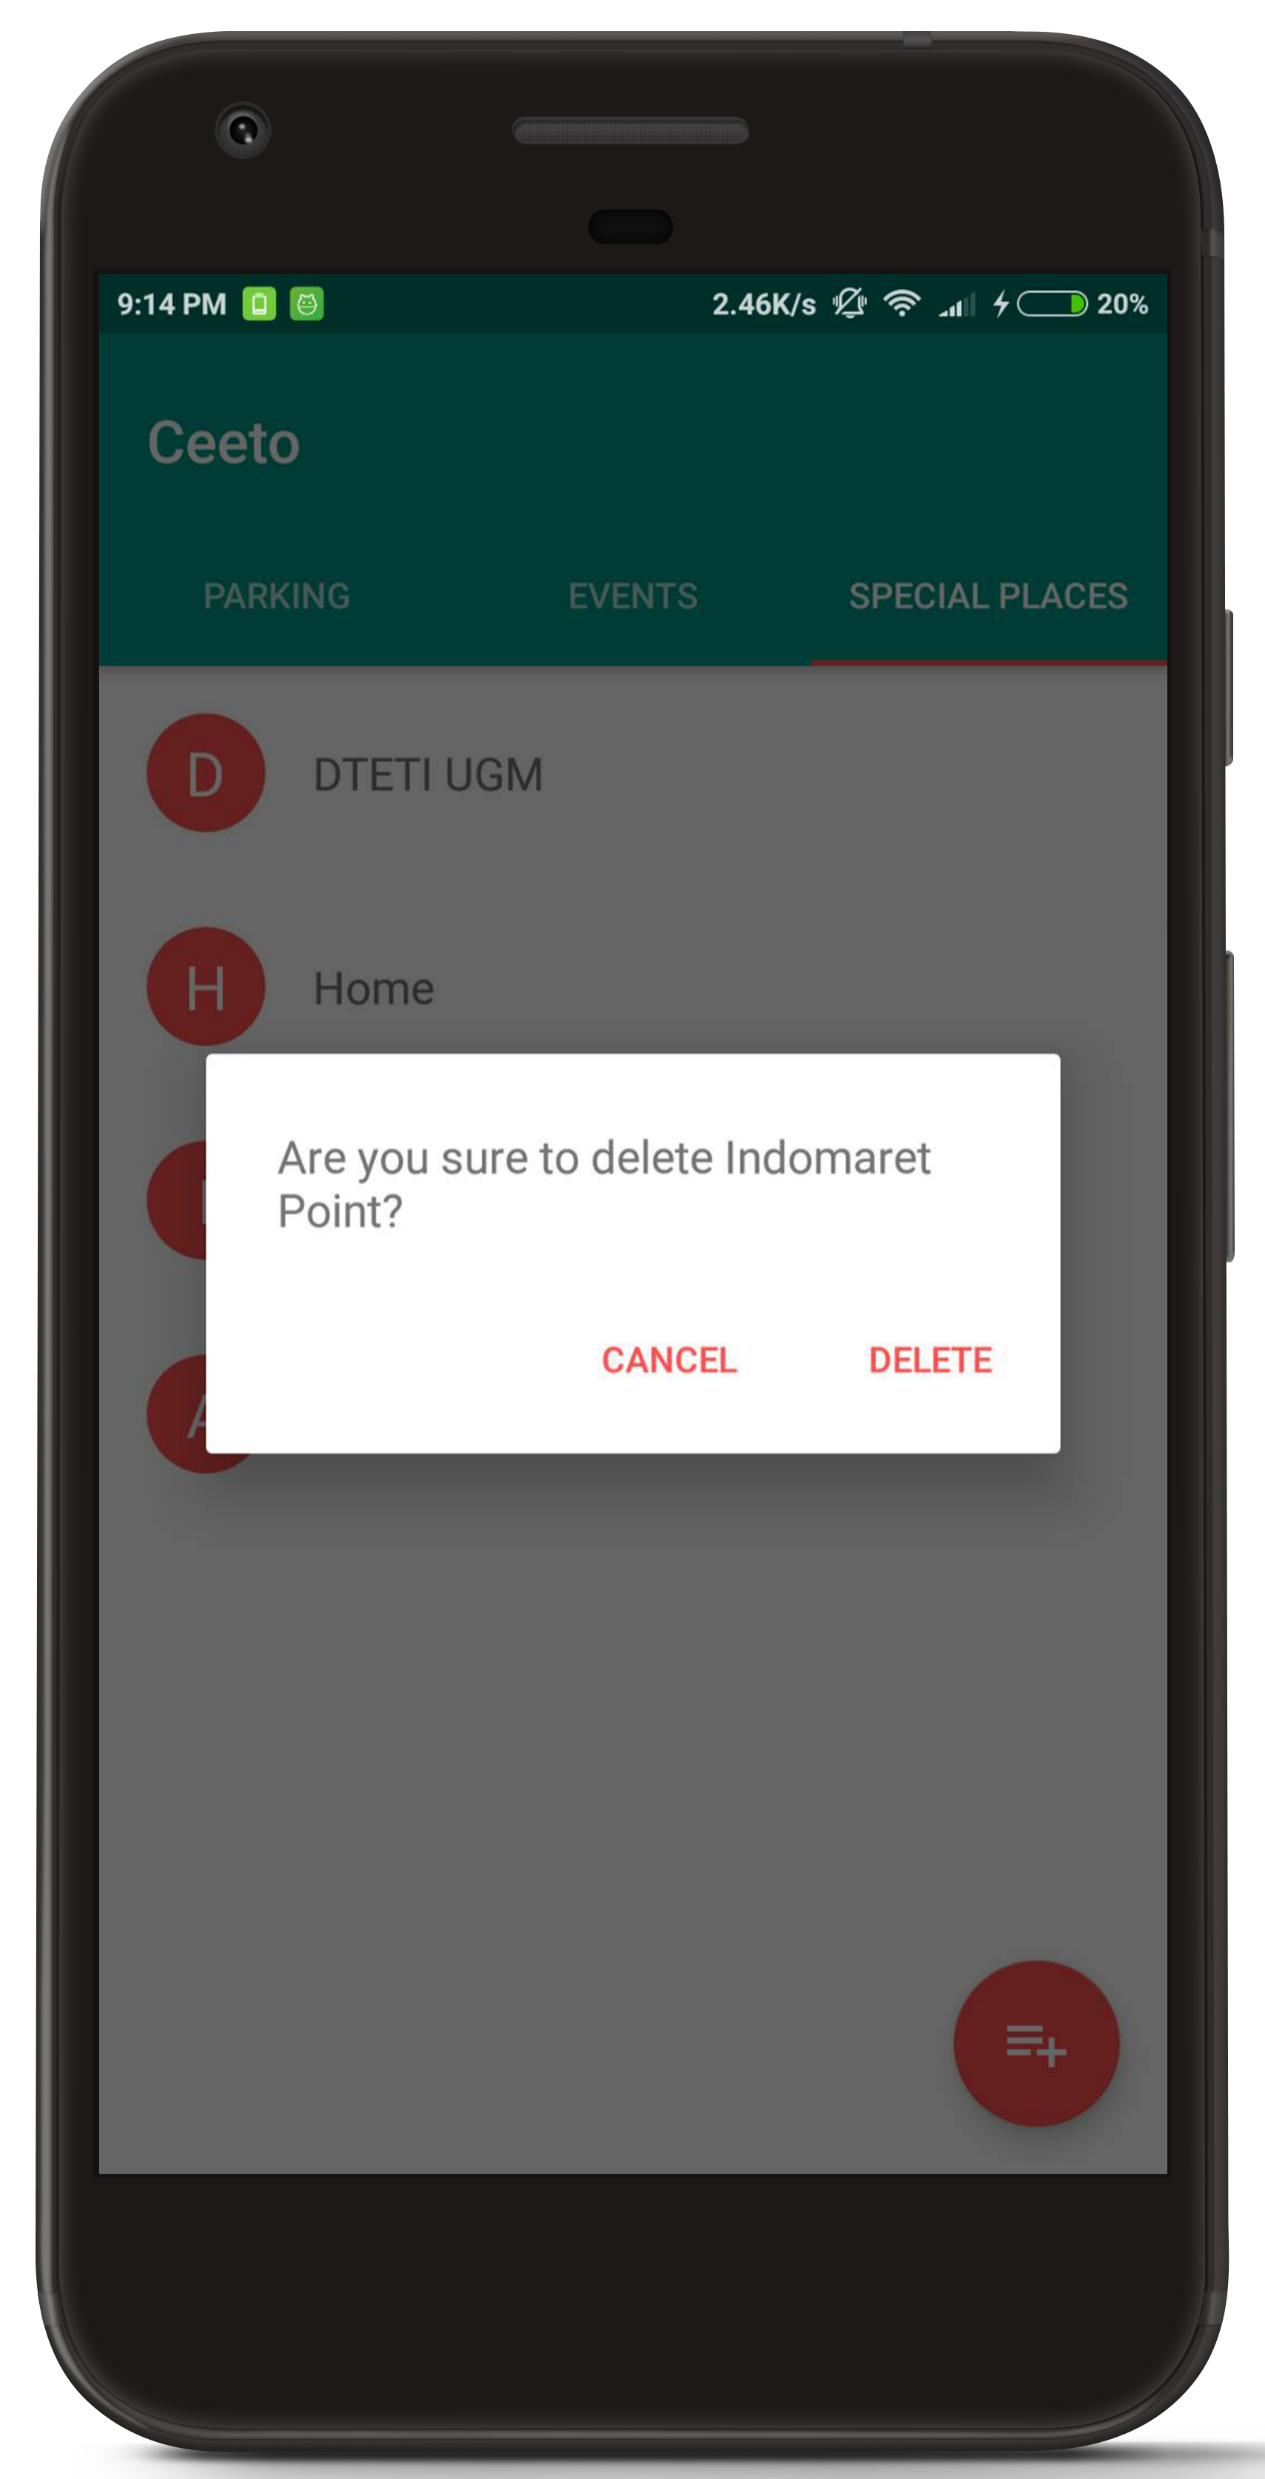 9:14 PM 2.46K/s 20%
Ceeto
PARKING EVENTS SPECIAL PLACES
D DTETI UGM
H Home
Are you sure to delete Indomaret
Point?
CANCEL DELETE
A